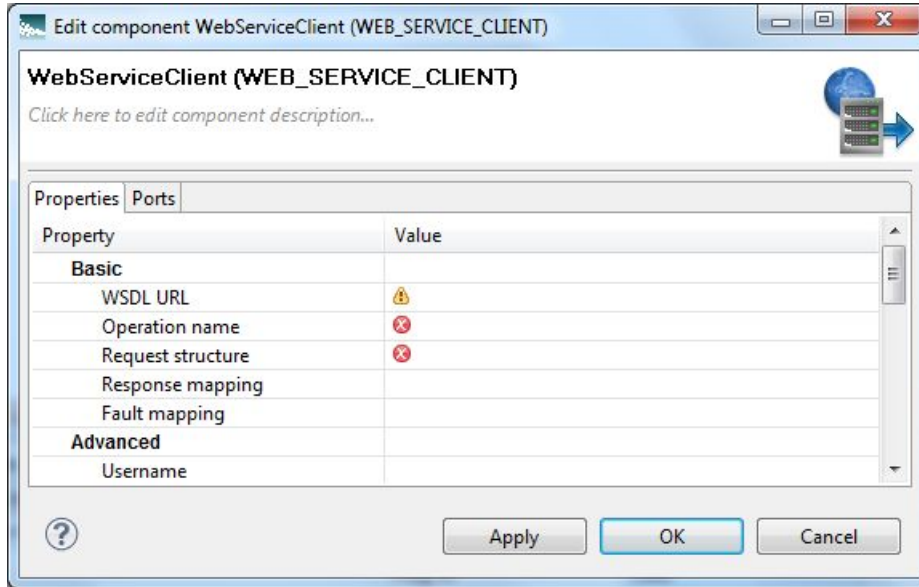 Edit component WebServiceClient (WEB_SERVICE_CLIENT)
WebServiceClient (WEB_SERVICE_CLIENT)
Click here to edit component description...
Properties Ports
Property Value
Basic
WSDL URL
Operation name
Request structure
Response mapping
Fault mapping
Advanced
Username
Apply OK Cancel